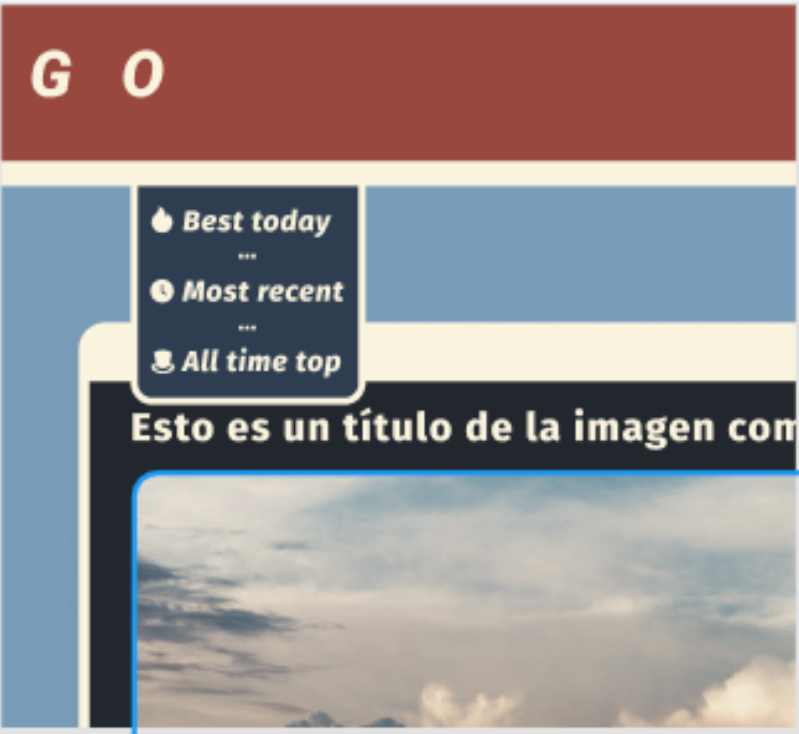 G O
Best today
...
Most recent
...
All time top
Esto es un título de la imagen com